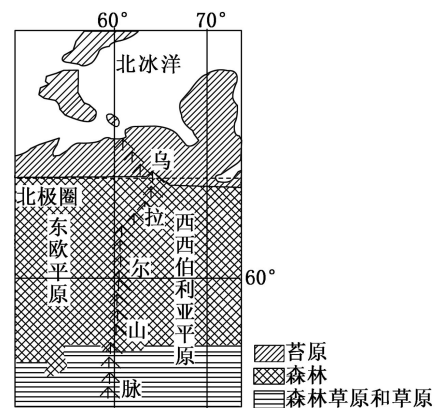 60° 70°
北冰洋
北极圈
东欧平原
乌拉尔山脉
西西伯利亚平原
60°
苔原
森林
森林草原和草原